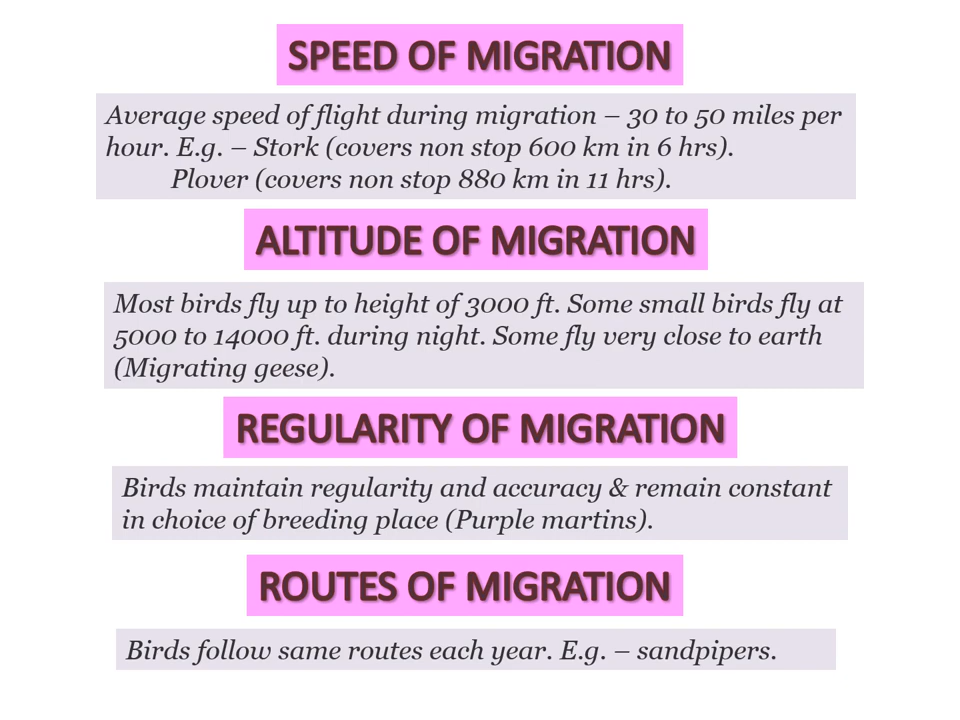 SPEED OF MIGRATION
Average speed of flight during migration – 30 to 50 miles per
hour. E.g. – Stork (covers non stop 600 km in 6 hrs).
Plover (covers non stop 880 km in 11 hrs).
ALTITUDE OF MIGRATION
Most birds fly up to height of 3000 ft. Some small birds fly at
5000 to 14000 ft. during night. Some fly very close to earth
(Migrating geese).
REGULARITY OF MIGRATION
Birds maintain regularity and accuracy & remain constant
in choice of breeding place (Purple martins).
ROUTES OF MIGRATION
Birds follow same routes each year. E.g. – sandpipers.